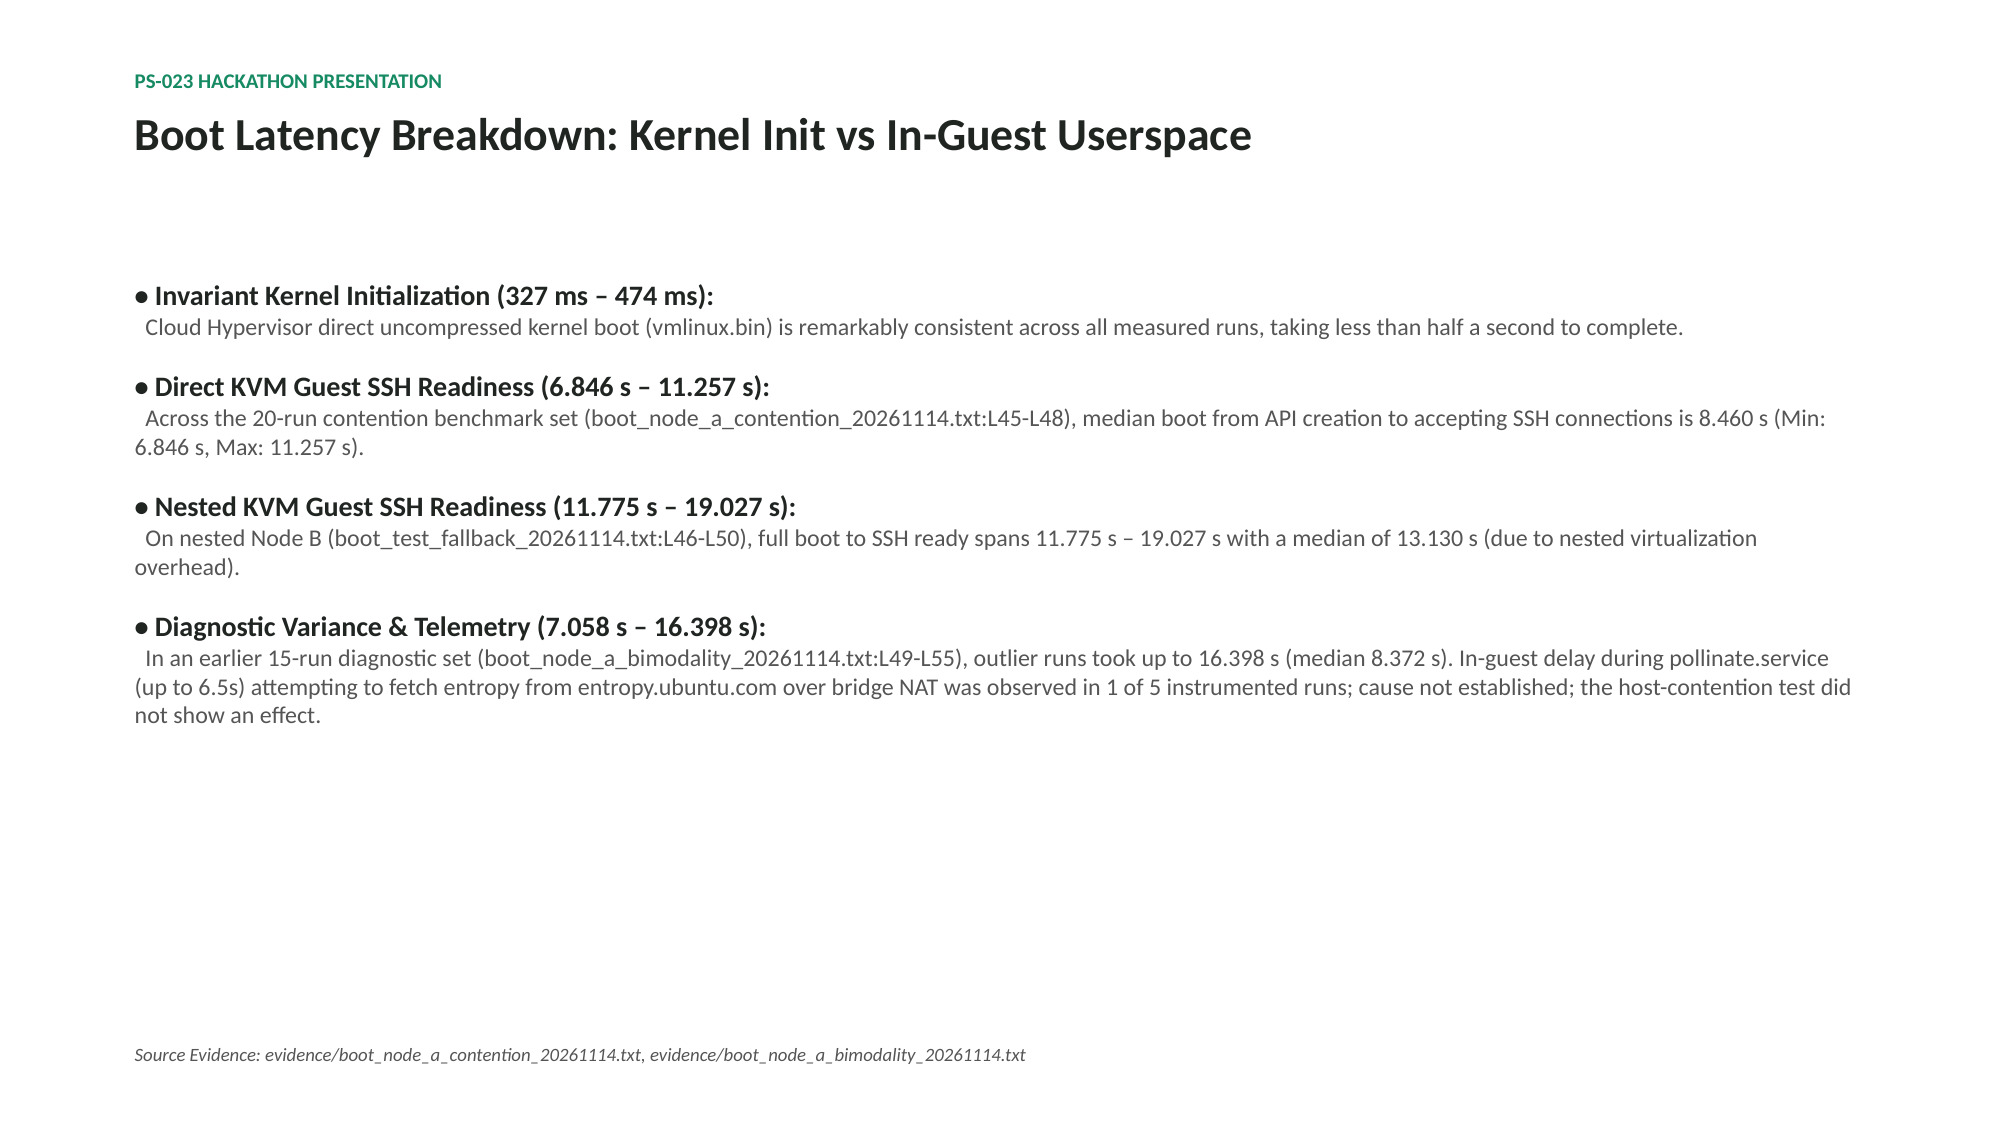 PS-023 HACKATHON PRESENTATION
Boot Latency Breakdown: Kernel Init vs In-Guest Userspace
● Invariant Kernel Initialization (327 ms – 474 ms):
Cloud Hypervisor direct uncompressed kernel boot (vmlinux.bin) is remarkably consistent across all measured runs, taking less than half a second to complete.
● Direct KVM Guest SSH Readiness (6.846 s – 11.257 s):
Across the 20-run contention benchmark set (boot_node_a_contention_20261114.txt:L45-L48), median boot from API creation to accepting SSH connections is 8.460 s (Min:
6.846 s, Max: 11.257 s).
● Nested KVM Guest SSH Readiness (11.775 s – 19.027 s):
On nested Node B (boot_test_fallback_20261114.txt:L46-L50), full boot to SSH ready spans 11.775 s – 19.027 s with a median of 13.130 s (due to nested virtualization
overhead).
● Diagnostic Variance & Telemetry (7.058 s – 16.398 s):
In an earlier 15-run diagnostic set (boot_node_a_bimodality_20261114.txt:L49-L55), outlier runs took up to 16.398 s (median 8.372 s). In-guest delay during pollinate.service
(up to 6.5s) attempting to fetch entropy from entropy.ubuntu.com over bridge NAT was observed in 1 of 5 instrumented runs; cause not established; the host-contention test did
not show an effect.
Source Evidence: evidence/boot_node_a_contention_20261114.txt, evidence/boot_node_a_bimodality_20261114.txt